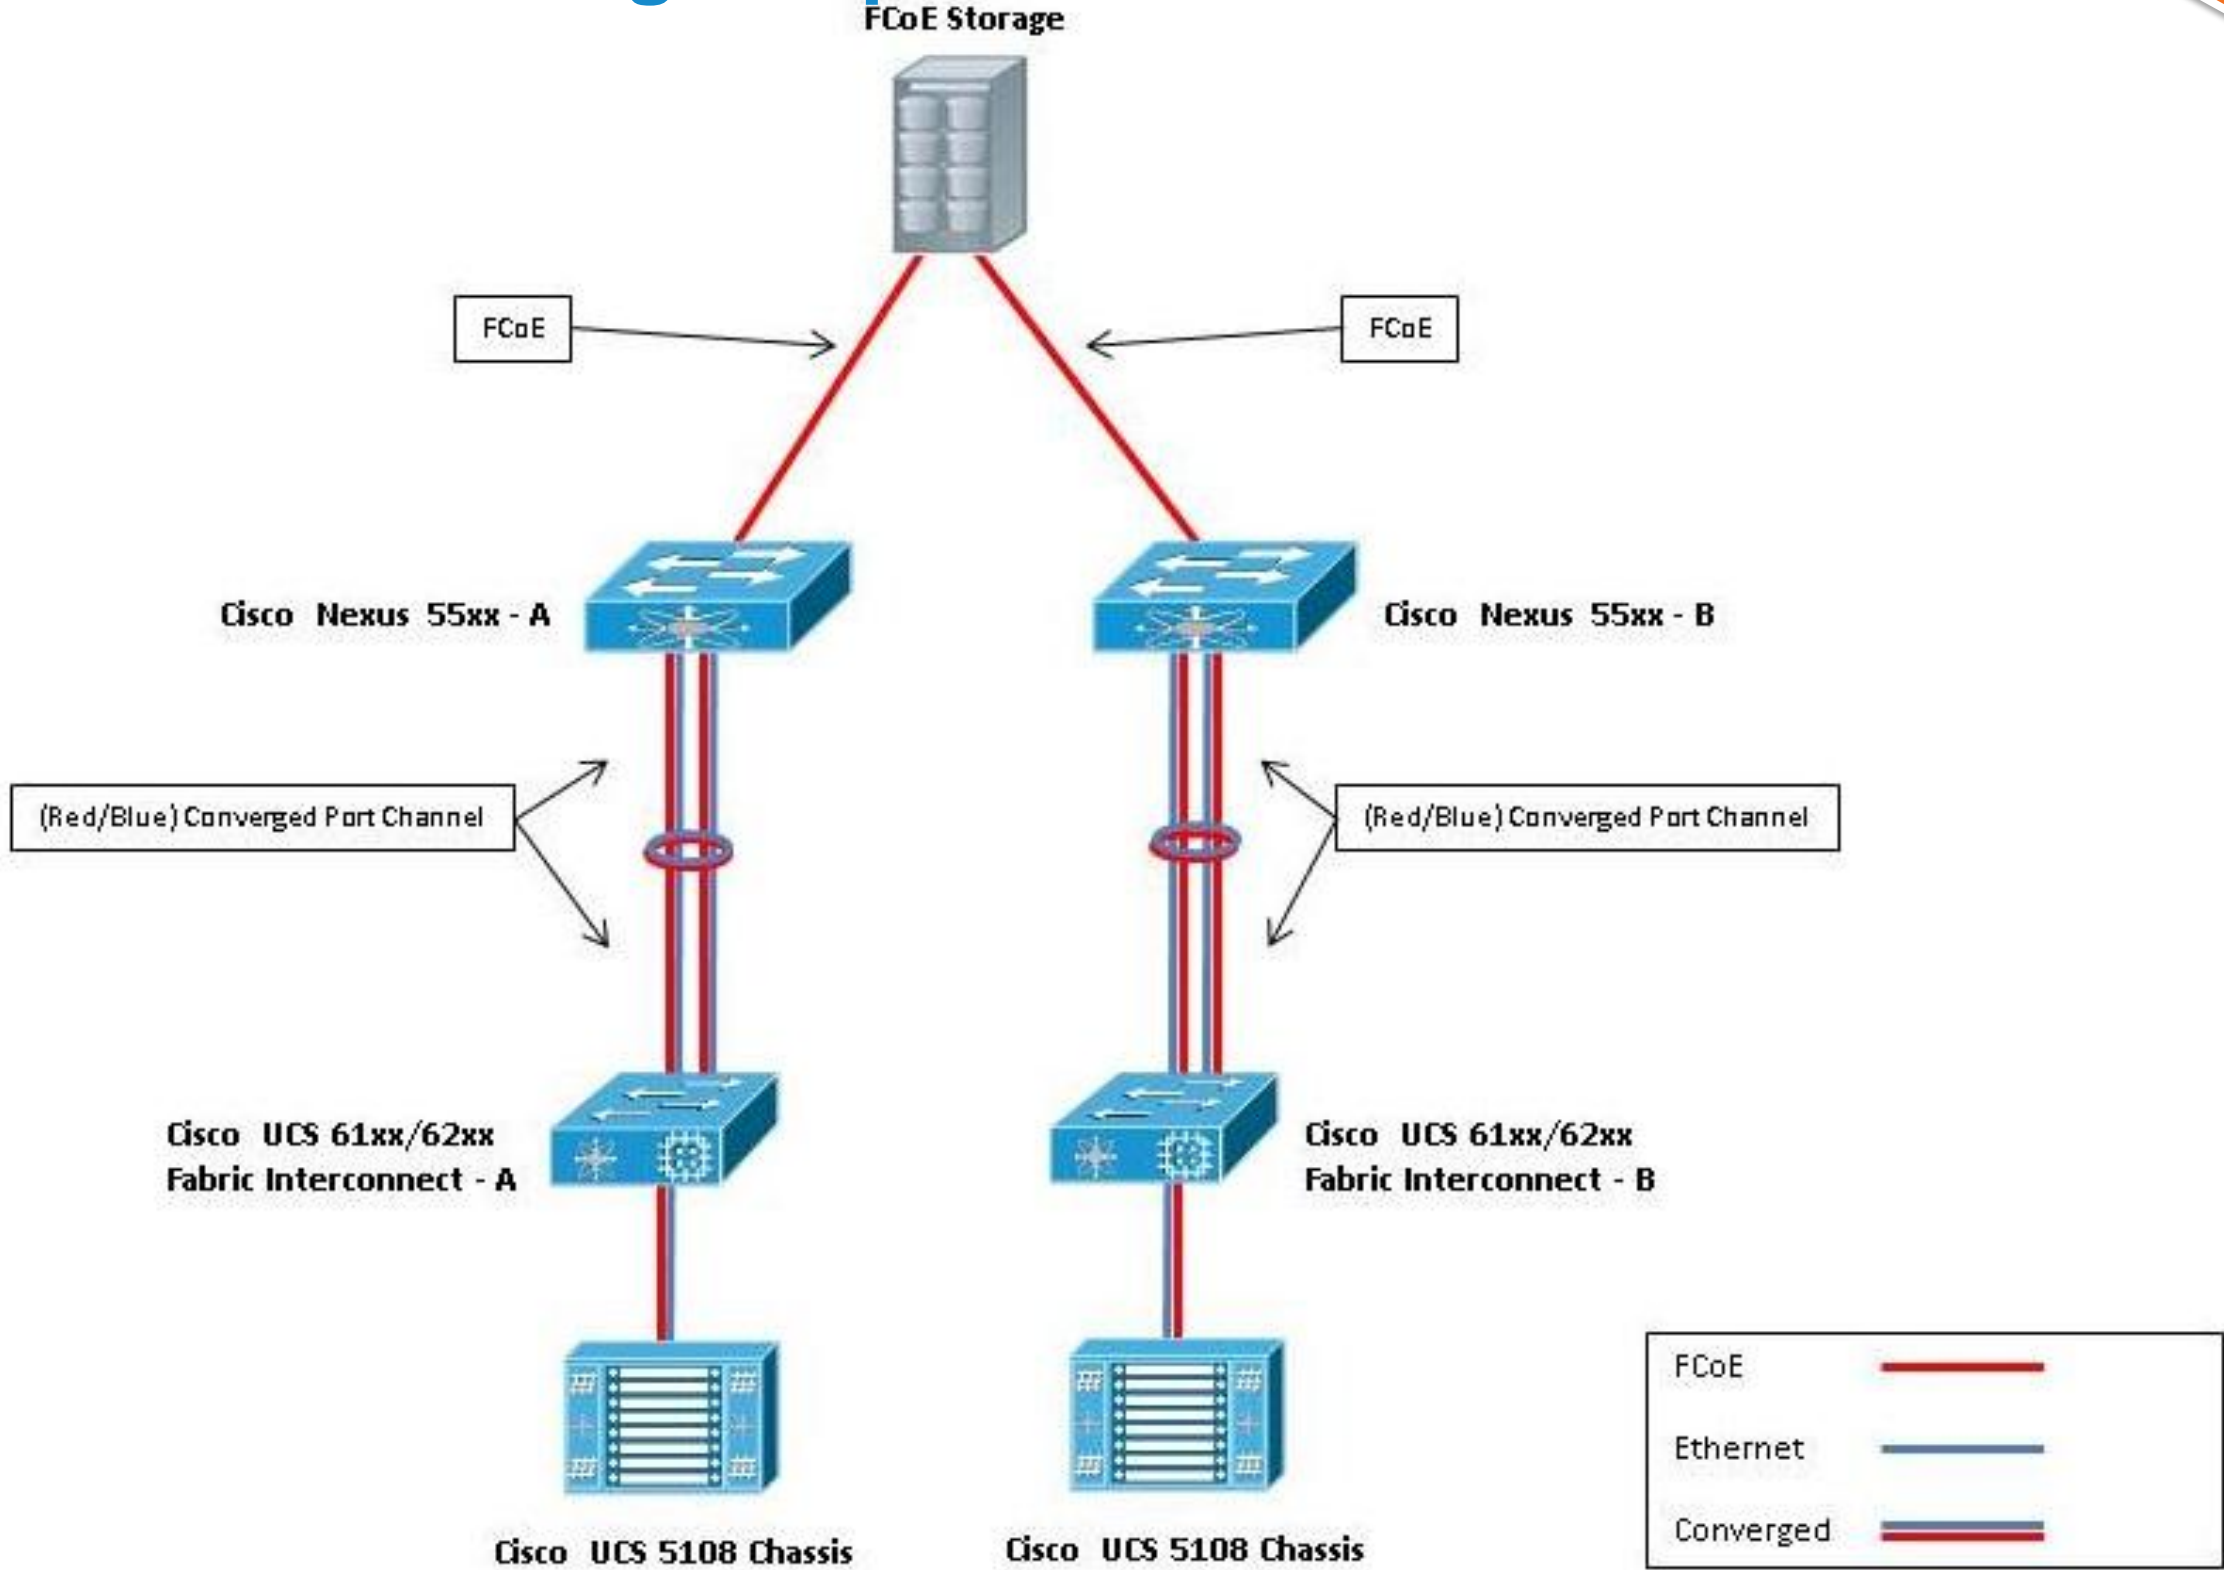 FCoE Storage
FCoE
FCoE
Cisco Nexus 55xx - A
Cisco Nexus 55xx - B
(Red/Blue) Converged Port Channel
(Red/Blue) Converged Port Channel
Cisco UCS 61xx/62xx
Fabric Interconnect - A
Cisco UCS 61xx/62xx
Fabric Interconnect - B
FCoE
Ethernet
Converged
Cisco UCS 5108 Chassis
Cisco UCS 5108 Chassis